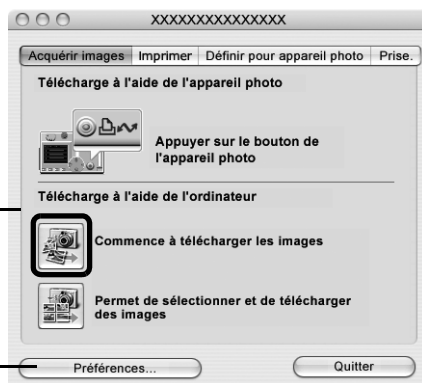 XXXXXXXXXXXXXXX
Acquérir images Imprimer Définir pour appareil photo Prise.
Télécharge à l'aide de l'appareil photo
Appuyer sur le bouton de
l'appareil photo
Télécharge à l'aide de l'ordinateur
Commence à télécharger les images
Permet de sélectionner et de télécharger
des images
Préférences... Quitter